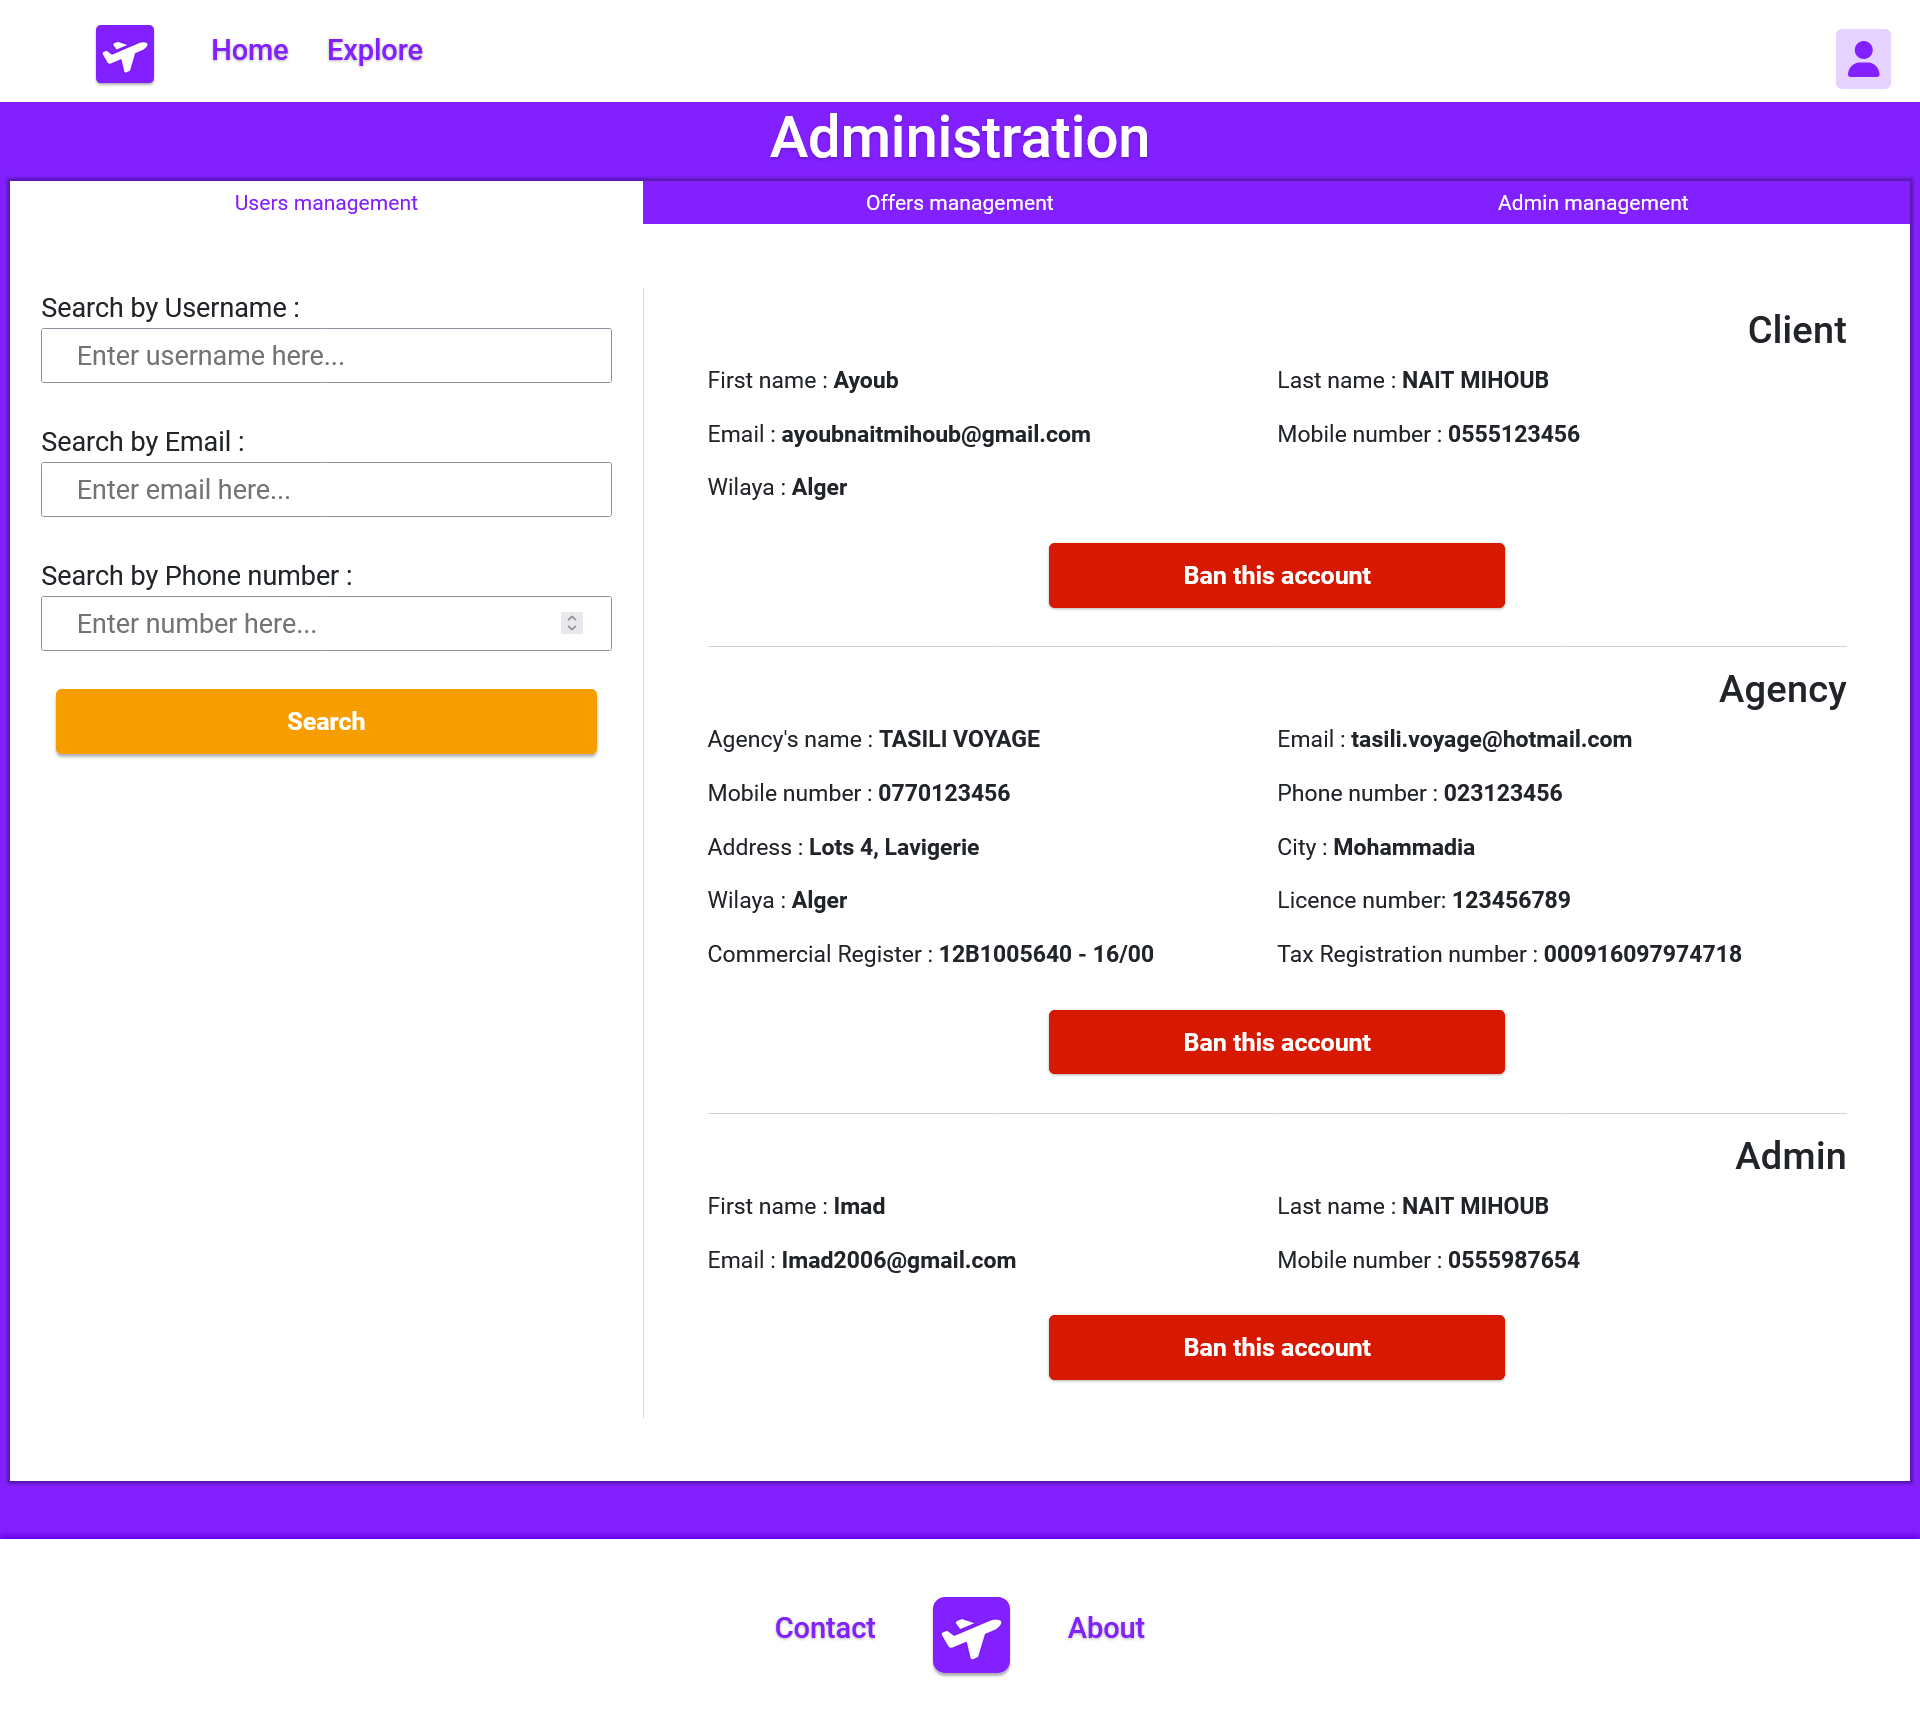 Home Explore
Administration
Users management Offers management Admin management
Search by Username :
Enter username here...
Search by Email :
Enter email here...
Search by Phone number :
Enter number here...
Search
Client
First name : Ayoub Last name : NAIT MIHOUB
Email : ayoubnaitmihoub@gmail.com Mobile number : 0555123456
Wilaya : Alger
Ban this account
Agency
Agency's name : TASILI VOYAGE Email : tasili.voyage@hotmail.com
Mobile number : 0770123456 Phone number : 023123456
Address : Lots 4, Lavigerie City : Mohammadia
Wilaya : Alger Licence number: 123456789
Commercial Register : 12B1005640 - 16/00 Tax Registration number : 000916097974718
Ban this account
Admin
First name : Imad Last name : NAIT MIHOUB
Email : Imad2006@gmail.com Mobile number : 0555987654
Ban this account
Contact About